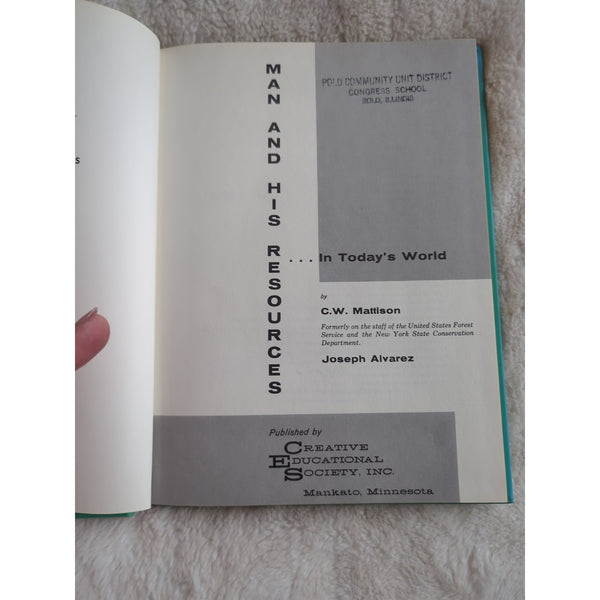 POLO COMMUNITY UNIT DISTRICT
CONGRESS SCHOOL
POLO, ILLINOIS
MAN AND HIS RESOURCES
. . . In Today's World
by
C.W. Mattison
Formerly on the staff of the United States Forest
Service and the New York State Conservation
Department.
Joseph Alvarez
Published by
CREATIVE
EDUCATIONAL
SOCIETY, INC.
Mankato, Minnesota